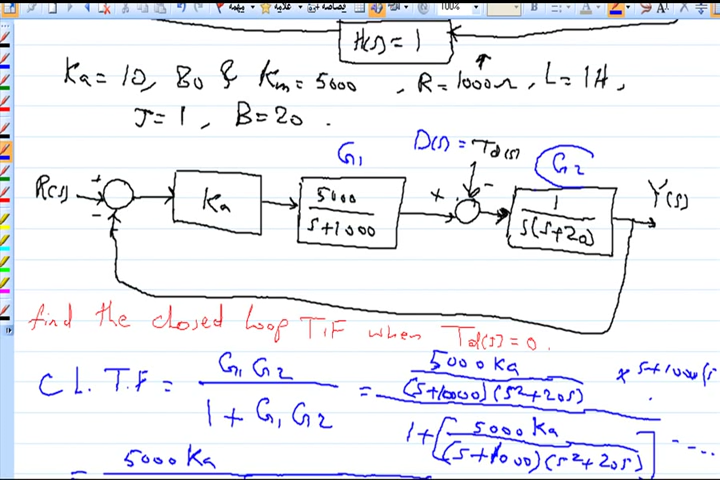 100%
H(s) = 1
Ka = 10, 80 & Km = 5000 , R = 1000Ω, L = 1H,
J = 1 , B = 20 .
D(s) = Td(s)
G1
G2
R(s) + - Ka 5000 / s+1000 + - 1 / s(s+20) Y(s)
find the closed loop T.F when Td(s) = 0.
C L. T.F = G1 G2 / 1 + G1 G2 = 5000 Ka / (s+10000)(s²+20s) / 1+[5000 Ka / (s+1000)(s²+20s)] × s+1000(s ....
= 5000 Ka